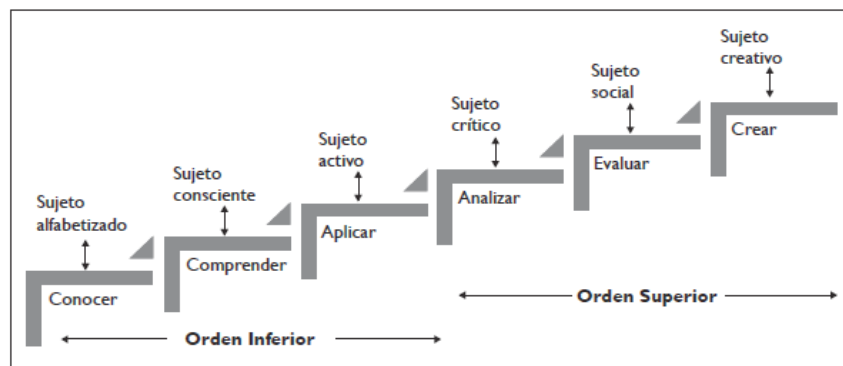 Sujeto
alfabetizado
Conocer
Sujeto
consciente
Comprender
Sujeto
activo
Aplicar
Sujeto
crítico
Analizar
Sujeto
social
Evaluar
Sujeto
creativo
Crear
Orden Inferior
Orden Superior